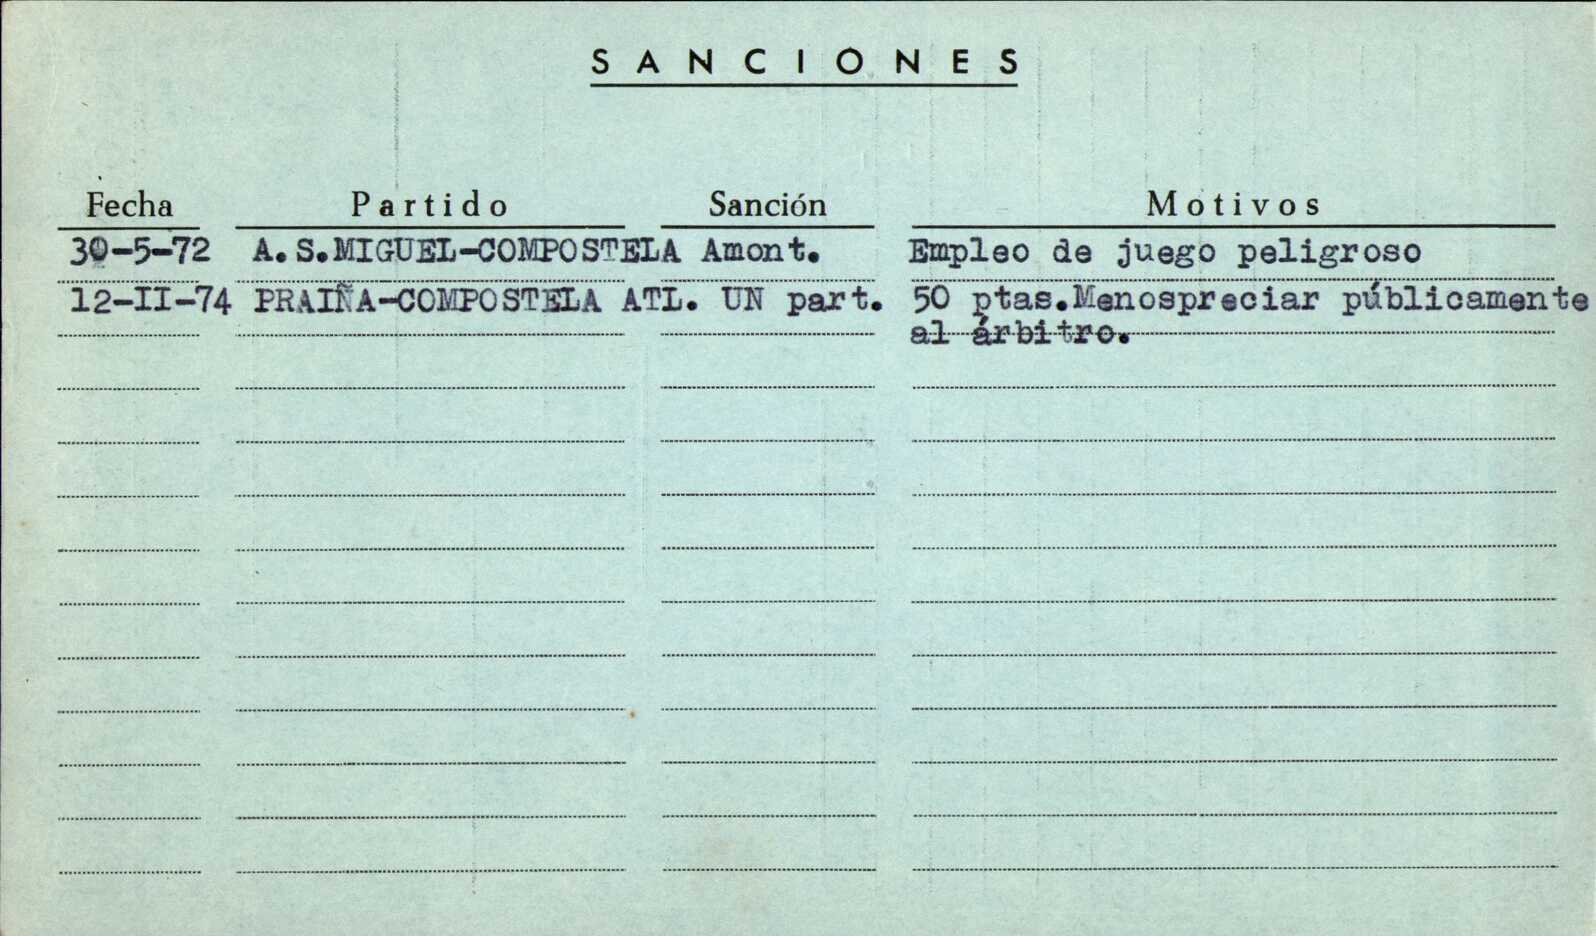 SANCIONES
Fecha Partido Sanción Motivos
30-5-72 A.S.MIGUEL-COMPOSTELA Amont. Empleo de juego peligroso
12-II-74 PRAIÑA-COMPOSTELA ATL. UN part. 50 ptas.Menospreciar públicamente
al árbitro.